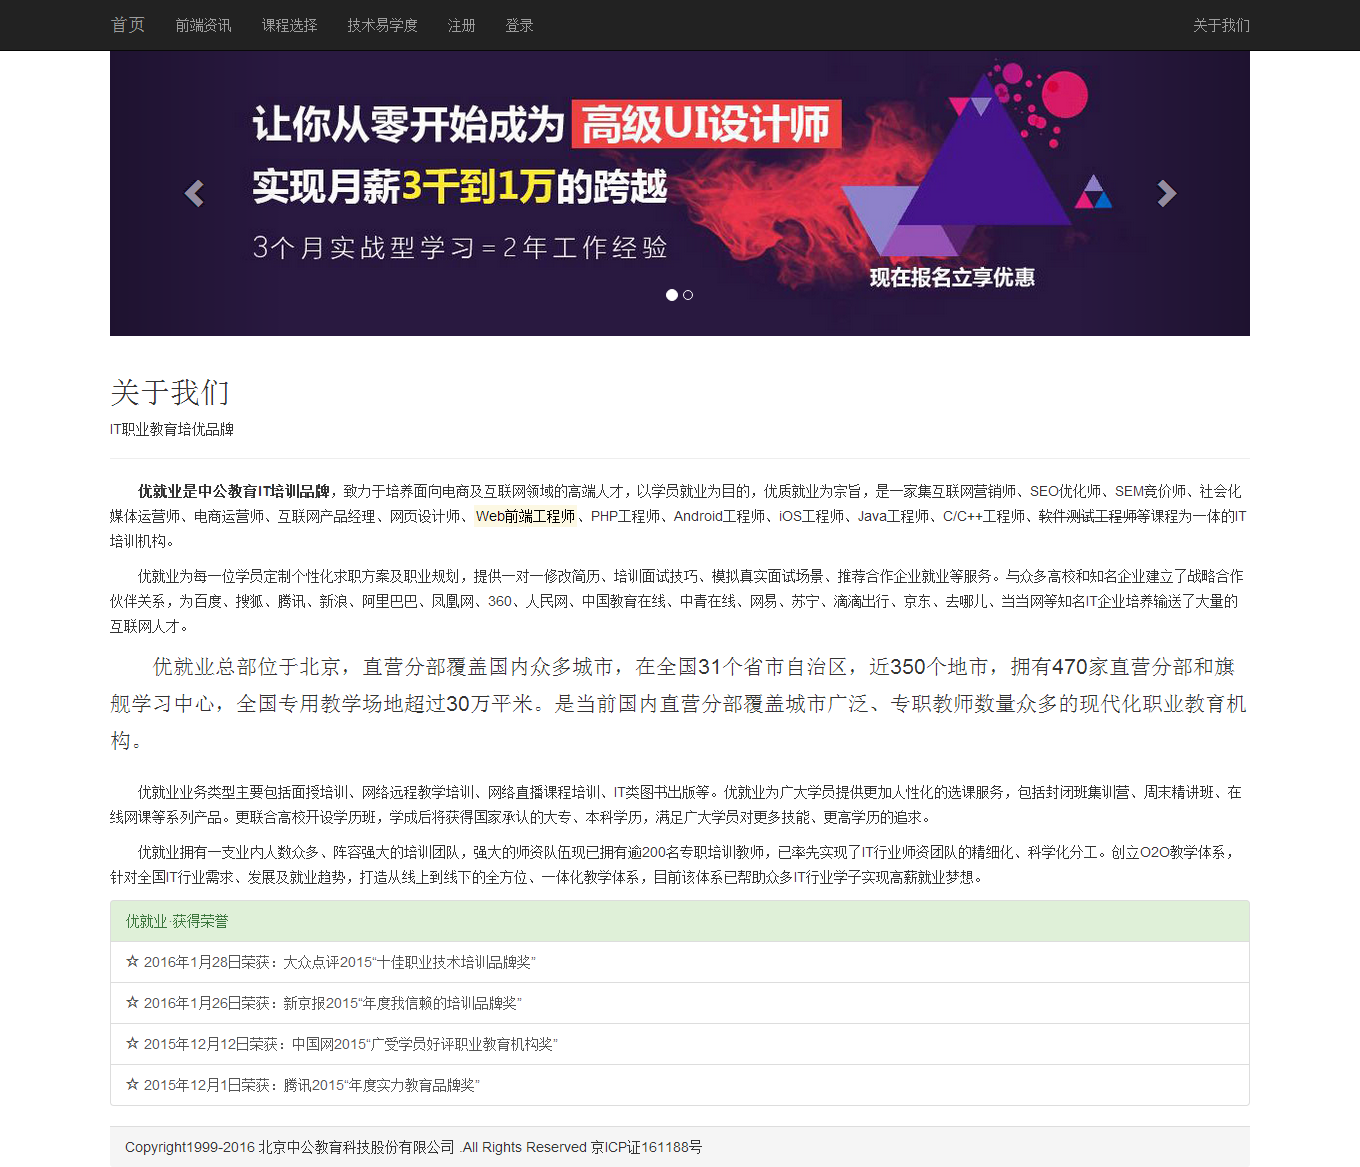 首页 前端资讯 课程选择 技术易学度 注册 登录 关于我们
让你从零开始成为 高级UI设计师
实现月薪3千到1万的跨越
3个月实战型学习=2年工作经验
现在报名立享优惠
关于我们
IT职业教育培优品牌
优就业是中公教育IT培训品牌，致力于培养面向电商及互联网领域的高端人才，以学员就业为目的，优质就业为宗旨，是一家集互联网营销师、SEO优化师、SEM竞价师、社会化
媒体运营师、电商运营师、互联网产品经理、网页设计师、Web前端工程师、PHP工程师、Android工程师、iOS工程师、Java工程师、C/C++工程师、软件测试工程师等课程为一体的IT
培训机构。
优就业为每一位学员定制个性化求职方案及职业规划，提供一对一修改简历、培训面试技巧、模拟真实面试场景、推荐合作企业就业等服务。与众多高校和知名企业建立了战略合作
伙伴关系，为百度、搜狐、腾讯、新浪、阿里巴巴、凤凰网、360、人民网、中国教育在线、中青在线、网易、苏宁、滴滴出行、京东、去哪儿、当当网等知名IT企业培养输送了大量的
互联网人才。
优就业总部位于北京，直营分部覆盖国内众多城市，在全国31个省市自治区，近350个地市，拥有470家直营分部和旗
舰学习中心，全国专用教学场地超过30万平米。是当前国内直营分部覆盖城市广泛、专职教师数量众多的现代化职业教育机
构。
优就业业务类型主要包括面授培训、网络远程教学培训、网络直播课程培训、IT类图书出版等。优就业为广大学员提供更加人性化的选课服务，包括封闭班集训营、周末精讲班、在
线网课等系列产品。更联合高校开设学历班，学成后将获得国家承认的大专、本科学历，满足广大学员对更多技能、更高学历的追求。
优就业拥有一支业内人数众多、阵容强大的培训团队，强大的师资队伍现已拥有逾200名专职培训教师，已率先实现了IT行业师资团队的精细化、科学化分工。创立O2O教学体系，
针对全国IT行业需求、发展及就业趋势，打造从线上到线下的全方位、一体化教学体系，目前该体系已帮助众多IT行业学子实现高薪就业梦想。
优就业·获得荣誉
☆ 2016年1月28日荣获：大众点评2015“十佳职业技术培训品牌奖”
☆ 2016年1月26日荣获：新京报2015“年度我信赖的培训品牌奖”
☆ 2015年12月12日荣获：中国网2015“广受学员好评职业教育机构奖”
☆ 2015年12月1日荣获：腾讯2015“年度实力教育品牌奖”
Copyright1999-2016 北京中公教育科技股份有限公司 .All Rights Reserved 京ICP证161188号